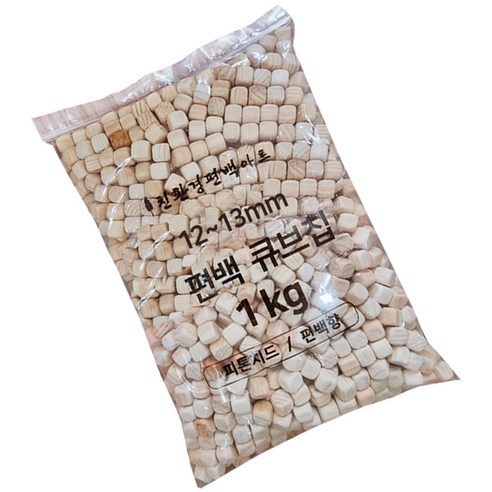 친환경편백아트
12~13mm
편백 큐브칩
1kg
피톤치드 / 편백향